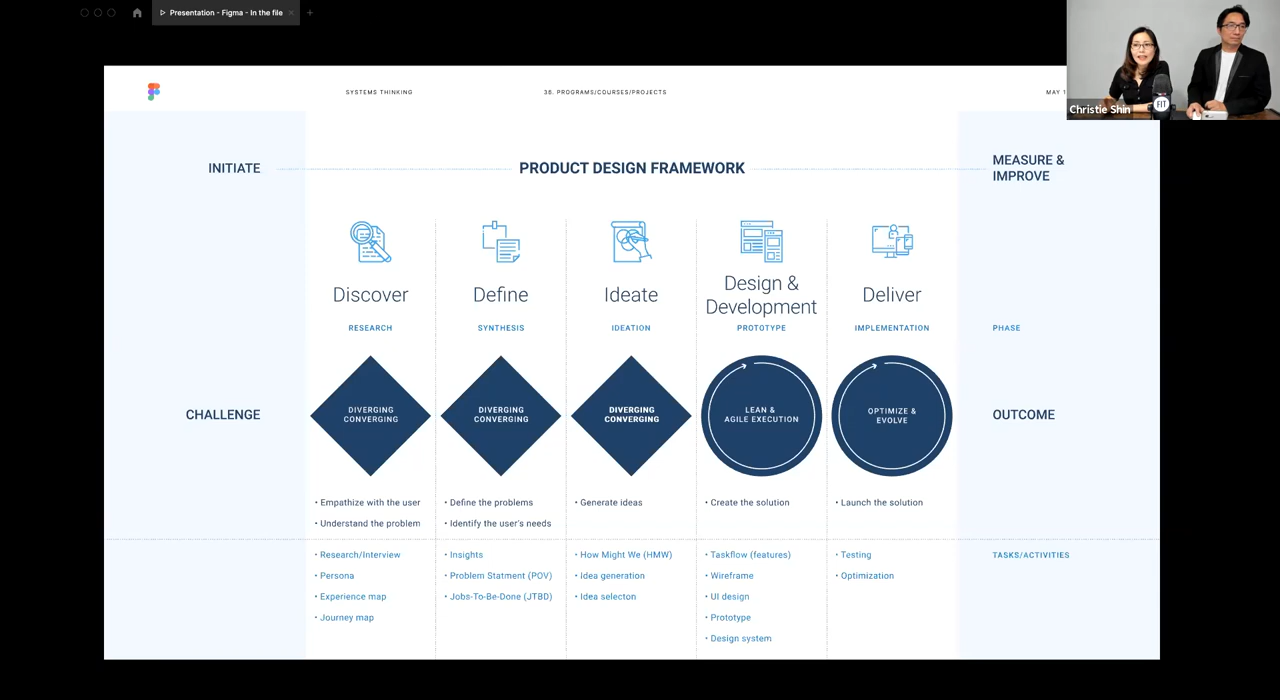 Presentation - Figma - In the file
Christie Shin
FIT
SYSTEMS THINKING
36. PROGRAMS/COURSES/PROJECTS
MAY 1
INITIATE
PRODUCT DESIGN FRAMEWORK
MEASURE &
IMPROVE
Discover
Define
Ideate
Design &
Development
Deliver
RESEARCH
SYNTHESIS
IDEATION
PROTOTYPE
IMPLEMENTATION
PHASE
CHALLENGE
DIVERGING
CONVERGING
DIVERGING
CONVERGING
DIVERGING
CONVERGING
LEAN &
AGILE EXECUTION
OPTIMIZE &
EVOLVE
OUTCOME
• Empathize with the user
• Understand the problem
• Define the problems
• Identify the user's needs
• Generate ideas
• Create the solution
• Launch the solution
• Research/Interview
• Persona
• Experience map
• Journey map
• Insights
• Problem Statment (POV)
• Jobs-To-Be-Done (JTBD)
• How Might We (HMW)
• Idea generation
• Idea selecton
• Taskflow (features)
• Wireframe
• UI design
• Prototype
• Design system
• Testing
• Optimization
TASKS/ACTIVITIES